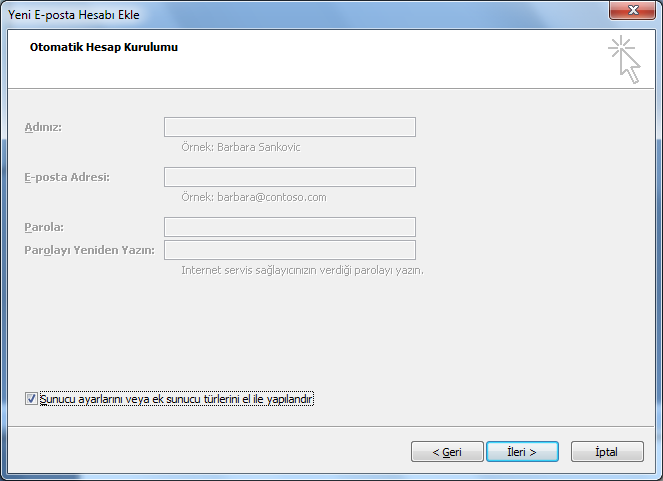 Yeni E-posta Hesabı Ekle
Otomatik Hesap Kurulumu
Adınız:
Örnek: Barbara Sankovic
E-posta Adresi:
Örnek: barbara@contoso.com
Parola:
Parolayı Yeniden Yazın:
Internet servis sağlayıcınızın verdiği parolayı yazın.
Sunucu ayarlarını veya ek sunucu türlerini el ile yapılandır
< Geri İleri > İptal